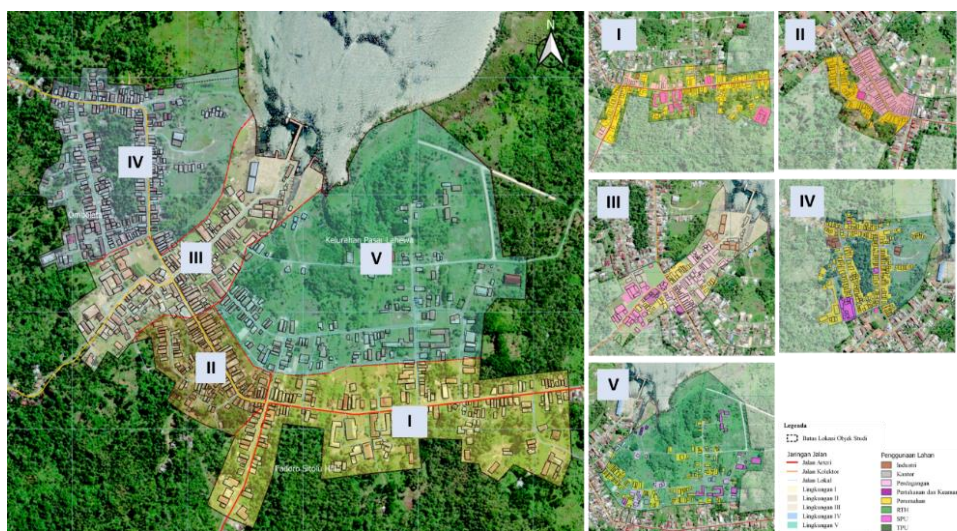 N
IV
Ombolata
III
Kelurahan Pasar Lahewa
V
II
I
I
II
III
IV
V
Legenda
Batas Lokasi Objek Studi
Jaringan Jalan
Jalan Arteri
Jalan Kolektor
Jalan Lokal
Lingkungan I
Lingkungan II
Lingkungan III
Lingkungan IV
Lingkungan V
Penggunaan Lahan
Industri
Kantor
Perdagangan
Pertahanan dan Keaman
Perumahan
RTH
SPU
TPU